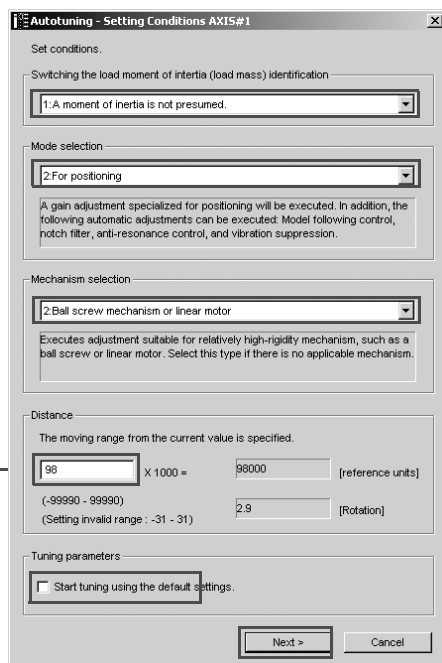 Autotuning - Setting Conditions AXIS#1
Set conditions.
Switching the load moment of intertia (load mass) identification
1:A moment of inertia is not presumed.
Mode selection
2:For positioning
A gain adjustment specialized for positioning will be executed. In addition, the
following automatic adjustments can be executed: Model following control,
notch filter, anti-resonance control, and vibration suppression.
Mechanism selection
2:Ball screw mechanism or linear motor
Executes adjustment suitable for relatively high-rigidity mechanism, such as a
ball screw or linear motor. Select this type if there is no applicable mechanism.
Distance
The moving range from the current value is specified.
98 X 1000 = 98000 [reference units]
(-99990 - 99990)
2.9 [Rotation]
(Setting invalid range : -31 - 31)
Tuning parameters
Start tuning using the default settings.
Next > Cancel